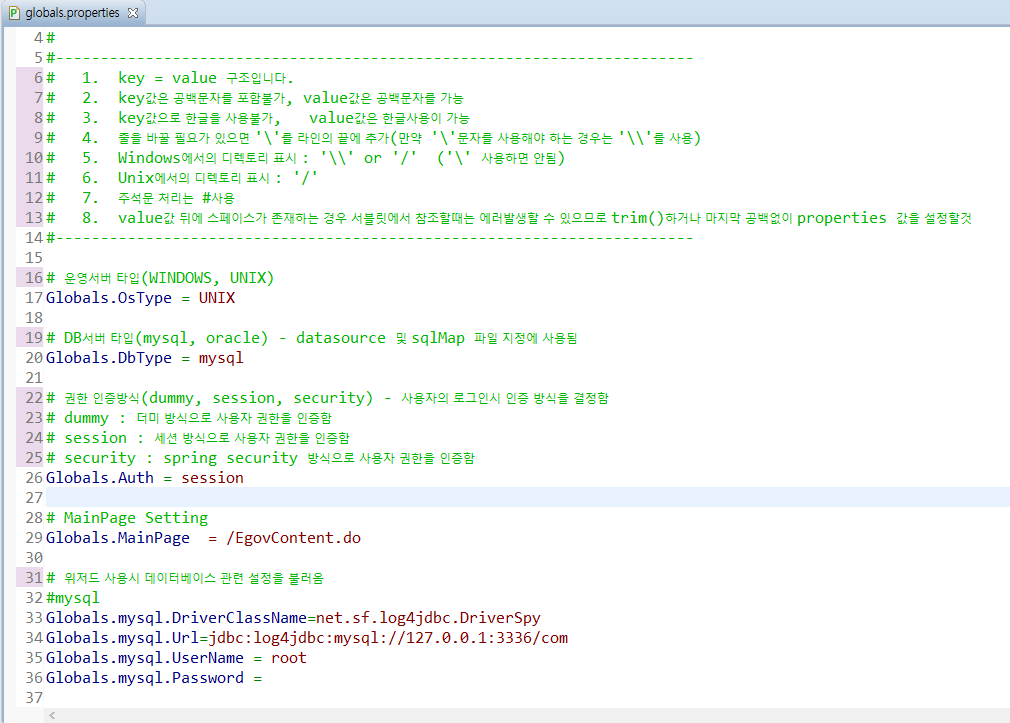 globals.properties
4 #
5 #-----------------------------------------------------------------------
6 #   1.  key = value 구조입니다.
7 #   2.  key값은 공백문자를 포함불가, value값은 공백문자를 가능
8 #   3.  key값으로 한글을 사용불가,   value값은 한글사용이 가능
9 #   4.  줄을 바꿀 필요가 있으면 '\'를 라인의 끝에 추가(만약 '\'문자를 사용해야 하는 경우는 '\\'를 사용)
10 #   5.  Windows에서의 디렉토리 표시 : '\\' or '/'  ('\' 사용하면 안됨)
11 #   6.  Unix에서의 디렉토리 표시 : '/'
12 #   7.  주석문 처리는 #사용
13 #   8.  value값 뒤에 스페이스가 존재하는 경우 서블릿에서 참조할때는 에러발생할 수 있으므로 trim()하거나 마지막 공백없이 properties 값을 설정할것
14 #-----------------------------------------------------------------------
15
16 # 운영서버 타입(WINDOWS, UNIX)
17 Globals.OsType = UNIX
18
19 # DB서버 타입(mysql, oracle) - datasource 및 sqlMap 파일 지정에 사용됨
20 Globals.DbType = mysql
21
22 # 권한 인증방식(dummy, session, security) - 사용자의 로그인시 인증 방식을 결정함
23 # dummy : 더미 방식으로 사용자 권한을 인증함
24 # session : 세션 방식으로 사용자 권한을 인증함
25 # security : spring security 방식으로 사용자 권한을 인증함
26 Globals.Auth = session
27
28 # MainPage Setting
29 Globals.MainPage  = /EgovContent.do
30
31 # 위저드 사용시 데이터베이스 관련 설정을 불러옴
32 #mysql
33 Globals.mysql.DriverClassName=net.sf.log4jdbc.DriverSpy
34 Globals.mysql.Url=jdbc:log4jdbc:mysql://127.0.0.1:3336/com
35 Globals.mysql.UserName = root
36 Globals.mysql.Password =
37